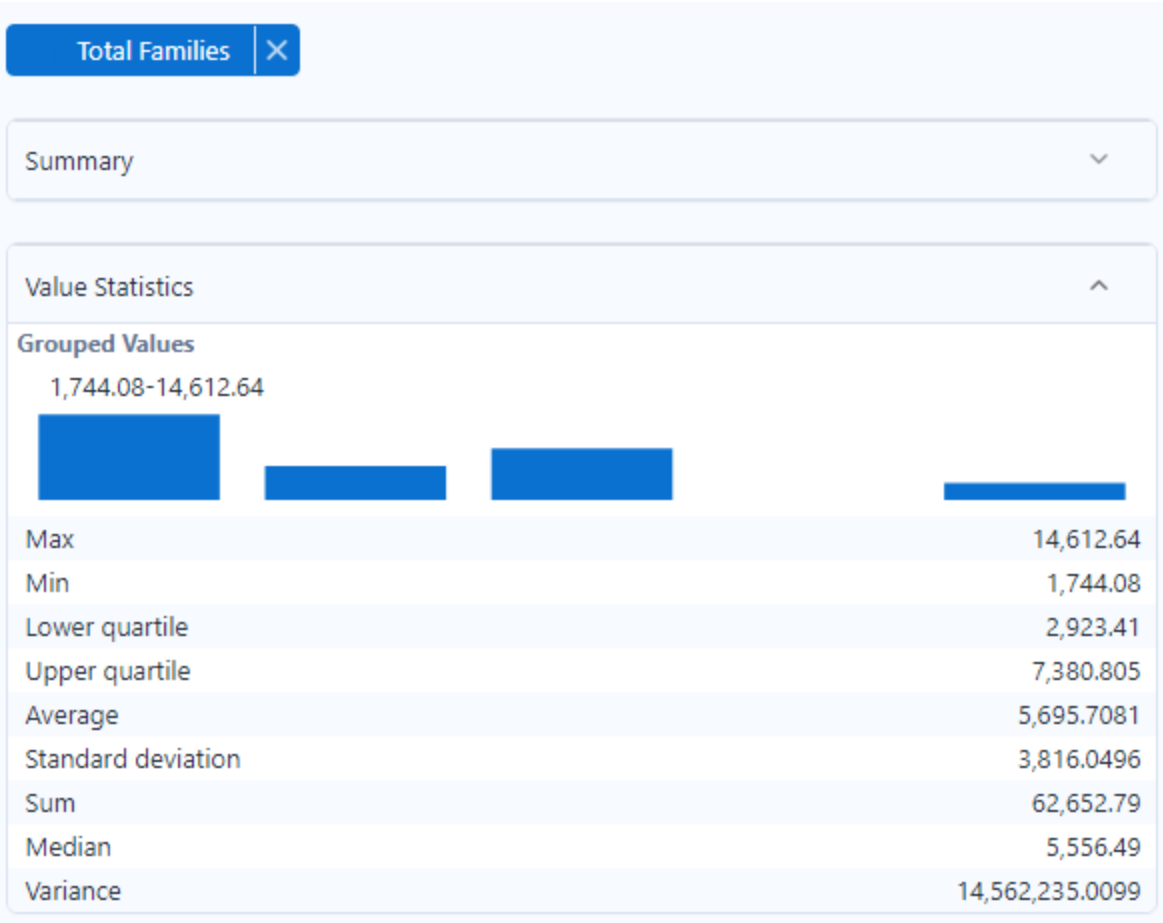 Total Families
Summary
Value Statistics
Grouped Values
1,744.08-14,612.64
Max 14,612.64
Min 1,744.08
Lower quartile 2,923.41
Upper quartile 7,380.805
Average 5,695.7081
Standard deviation 3,816.0496
Sum 62,652.79
Median 5,556.49
Variance 14,562,235.0099